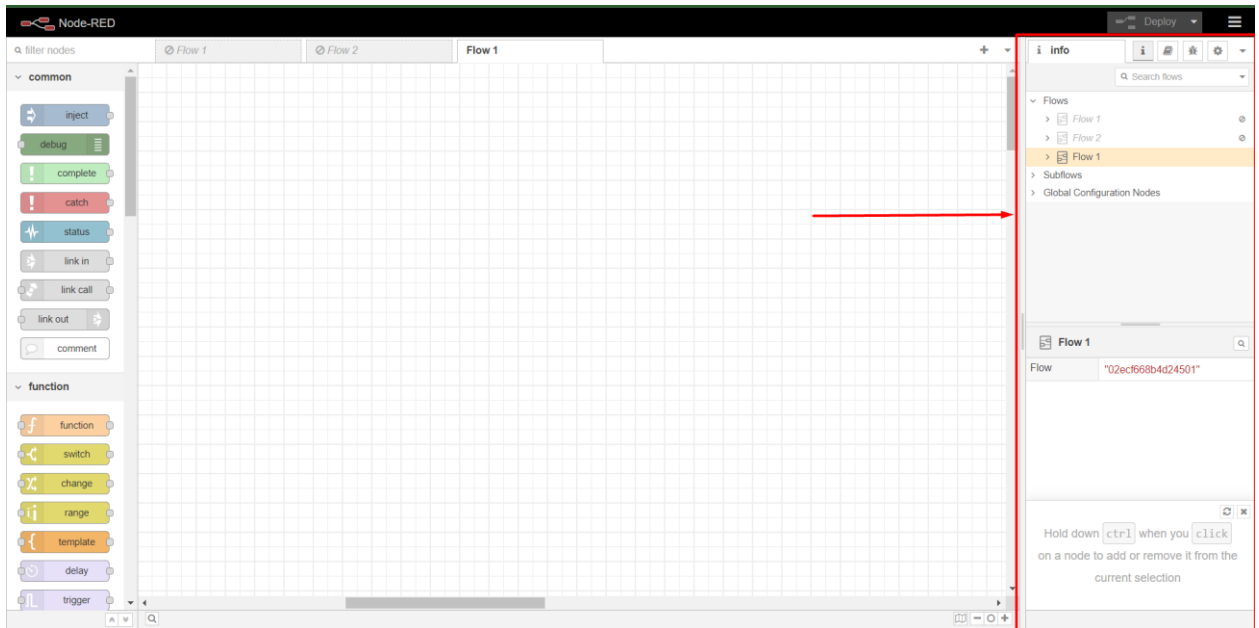 Node-RED
Deploy
filter nodes
Flow 1
Flow 2
Flow 1
i info
Search flows
common
inject
debug
complete
catch
status
link in
link call
link out
comment
function
function
switch
change
range
template
delay
trigger
Flows
Flow 1
Flow 2
Flow 1
Subflows
Global Configuration Nodes
Flow 1
Flow "02ecf668b4d24501"
Hold down ctrl when you click
on a node to add or remove it from the
current selection